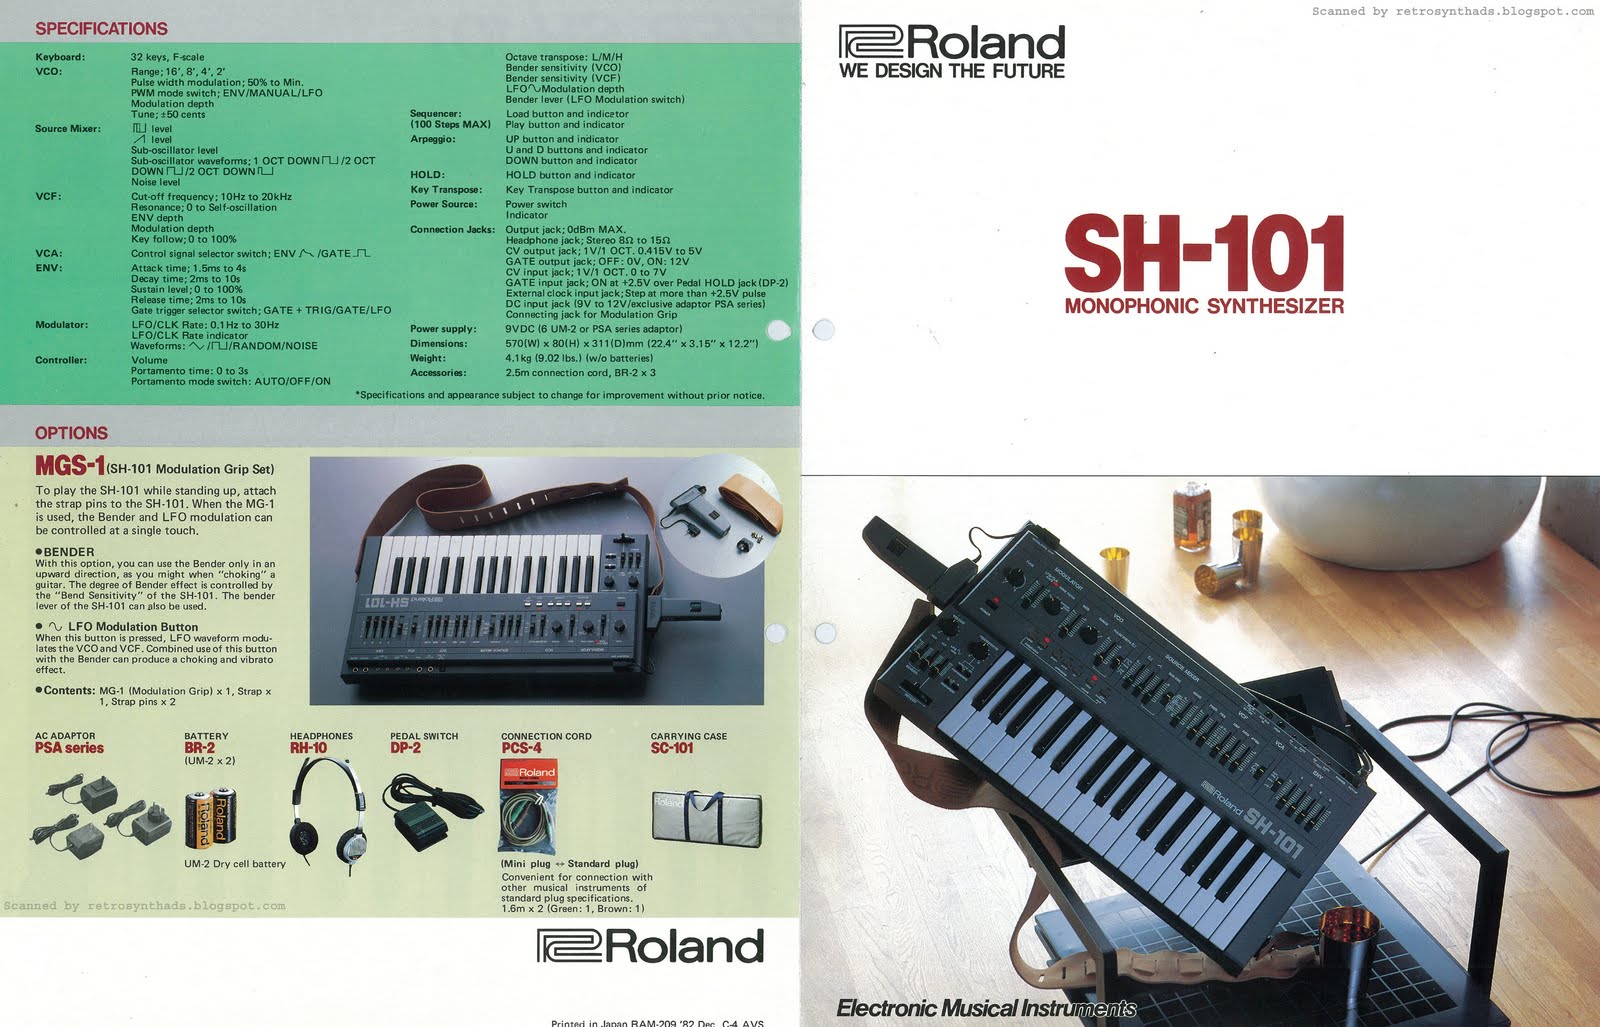 SPECIFICATIONS
Keyboard: 32 keys, F-scale
VCO: Range; 16′, 8′, 4′, 2′
Pulse width modulation; 50% to Min.
PWM mode switch; ENV/MANUAL/LFO
Modulation depth
Tune; ±50 cents
Source Mixer: level
level
Sub-oscillator level
Sub-oscillator waveforms; 1 OCT DOWN /2 OCT
DOWN /2 OCT DOWN
Noise level
VCF: Cut-off frequency; 10Hz to 20kHz
Resonance; 0 to Self-oscillation
ENV depth
Modulation depth
Key follow; 0 to 100%
VCA: Control signal selector switch; ENV /GATE
ENV: Attack time; 1.5ms to 4s
Decay time; 2ms to 10s
Sustain level; 0 to 100%
Release time; 2ms to 10s
Gate trigger selector switch; GATE + TRIG/GATE/LFO
Modulator: LFO/CLK Rate: 0.1Hz to 30Hz
LFO/CLK Rate indicator
Waveforms: /RANDOM/NOISE
Controller: Volume
Portamento time: 0 to 3s
Portamento mode switch: AUTO/OFF/ON
Octave transpose: L/M/H
Bender sensitivity (VCO)
Bender sensitivity (VCF)
LFO Modulation depth
Bender lever (LFO Modulation switch)
Sequencer: Load button and indicator
(100 Steps MAX) Play button and indicator
Arpeggio: UP button and indicator
U and D buttons and indicator
DOWN button and indicator
HOLD: HOLD button and indicator
Key Transpose: Key Transpose button and indicator
Power Source: Power switch
Indicator
Connection Jacks: Output jack; 0dBm MAX.
Headphone jack; Stereo 8Ω to 15Ω
CV output jack; 1V/1 OCT. 0.415V to 5V
GATE output jack; OFF: 0V, ON: 12V
CV input jack; 1V/1 OCT. 0 to 7V
GATE input jack; ON at +2.5V over Pedal HOLD jack (DP-2)
External clock input jack; Step at more than +2.5V pulse
DC input jack (9V to 12V/exclusive adaptor PSA series)
Connecting jack for Modulation Grip
Power supply: 9VDC (6 UM-2 or PSA series adaptor)
Dimensions: 570(W) x 80(H) x 311(D)mm (22.4″ x 3.15″ x 12.2″)
Weight: 4.1kg (9.02 lbs.) (w/o batteries)
Accessories: 2.5m connection cord, BR-2 x 3
*Specifications and appearance subject to change for improvement without prior notice.
OPTIONS
MGS-1 (SH-101 Modulation Grip Set)
To play the SH-101 while standing up, attach
the strap pins to the SH-101. When the MG-1
is used, the Bender and LFO modulation can
be controlled at a single touch.
●BENDER
With this option, you can use the Bender only in an
upward direction, as you might when "choking" a
guitar. The degree of Bender effect is controlled by
the "Bend Sensitivity" of the SH-101. The bender
lever of the SH-101 can also be used.
● LFO Modulation Button
When this button is pressed, LFO waveform modu-
lates the VCO and VCF. Combined use of this button
with the Bender can produce a choking and vibrato
effect.
●Contents: MG-1 (Modulation Grip) x 1, Strap x
1, Strap pins x 2
Roland SH-101
AC ADAPTOR
PSA series
BATTERY
BR-2
(UM-2 x 2)
Roland
Roland
UM-2 Dry cell battery
HEADPHONES
RH-10
PEDAL SWITCH
DP-2
CONNECTION CORD
PCS-4
Roland
(Mini plug ↔ Standard plug)
Convenient for connection with
other musical instruments of
standard plug specifications.
1.6m x 2 (Green: 1, Brown: 1)
CARRYING CASE
SC-101
Roland
Scanned by retrosynthads.blogspot.com
Roland
Printed in Japan RAM-209 '82 Dec. C-4 AVS
Scanned by retrosynthads.blogspot.com
Roland
WE DESIGN THE FUTURE
SH-101
MONOPHONIC SYNTHESIZER
MODULATOR
VCO
SOURCE MIXER
VCF
VCA
ENV
Roland SH-101
Electronic Musical Instruments